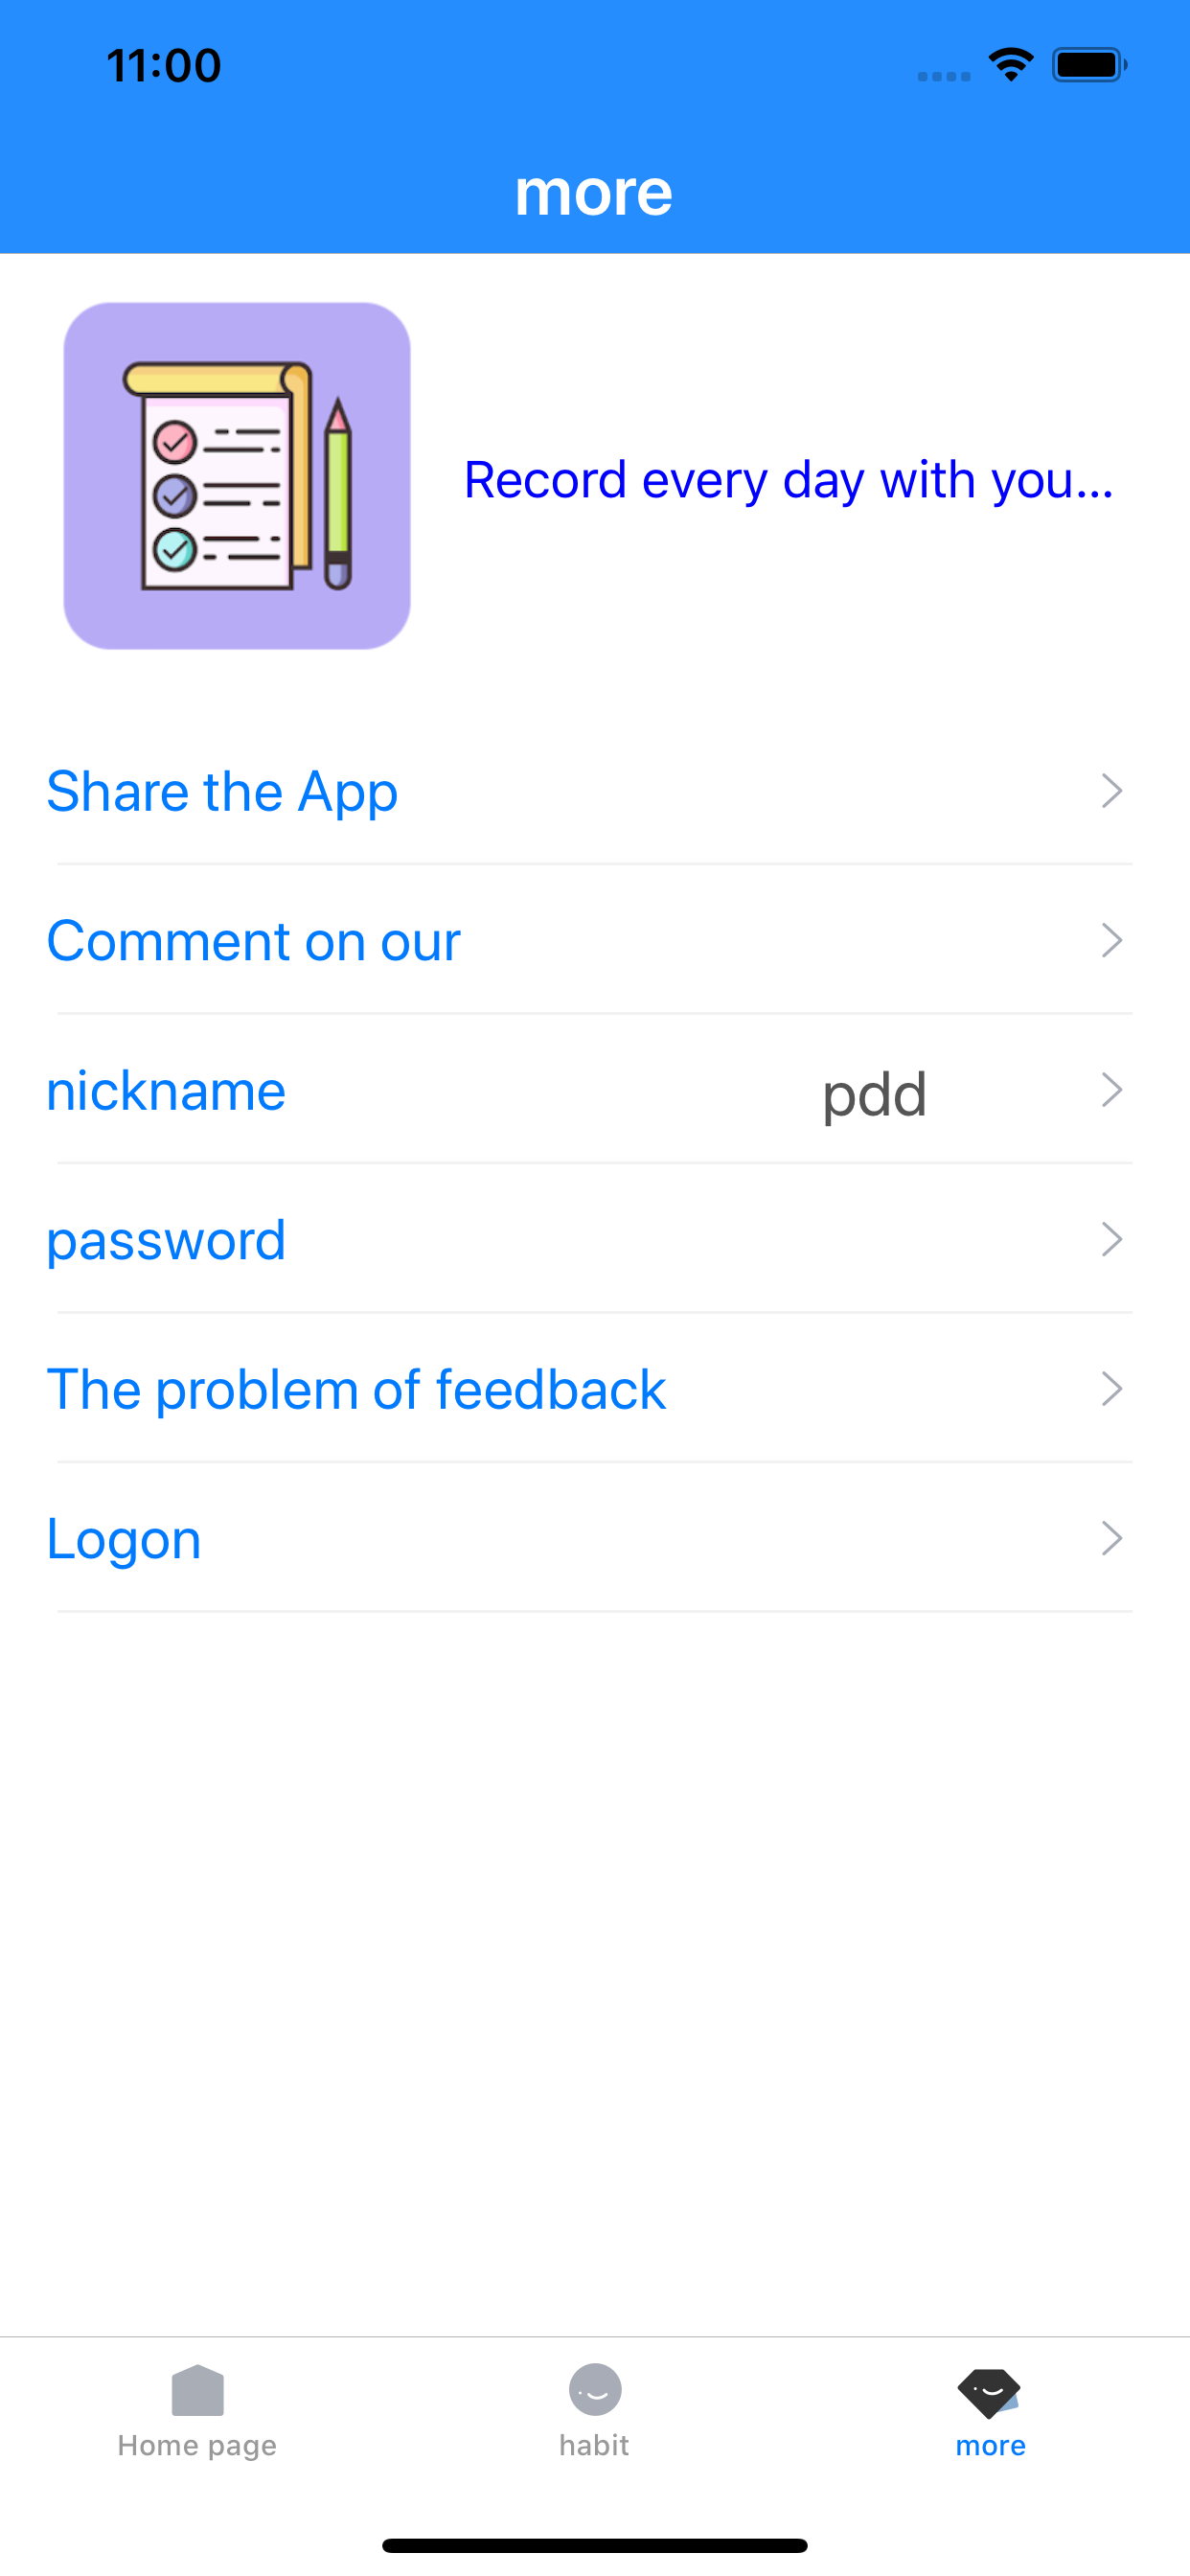 11:00
more
Record every day with you...
Share the App
Comment on our
nickname
pdd
password
The problem of feedback
Logon
Home page
habit
more